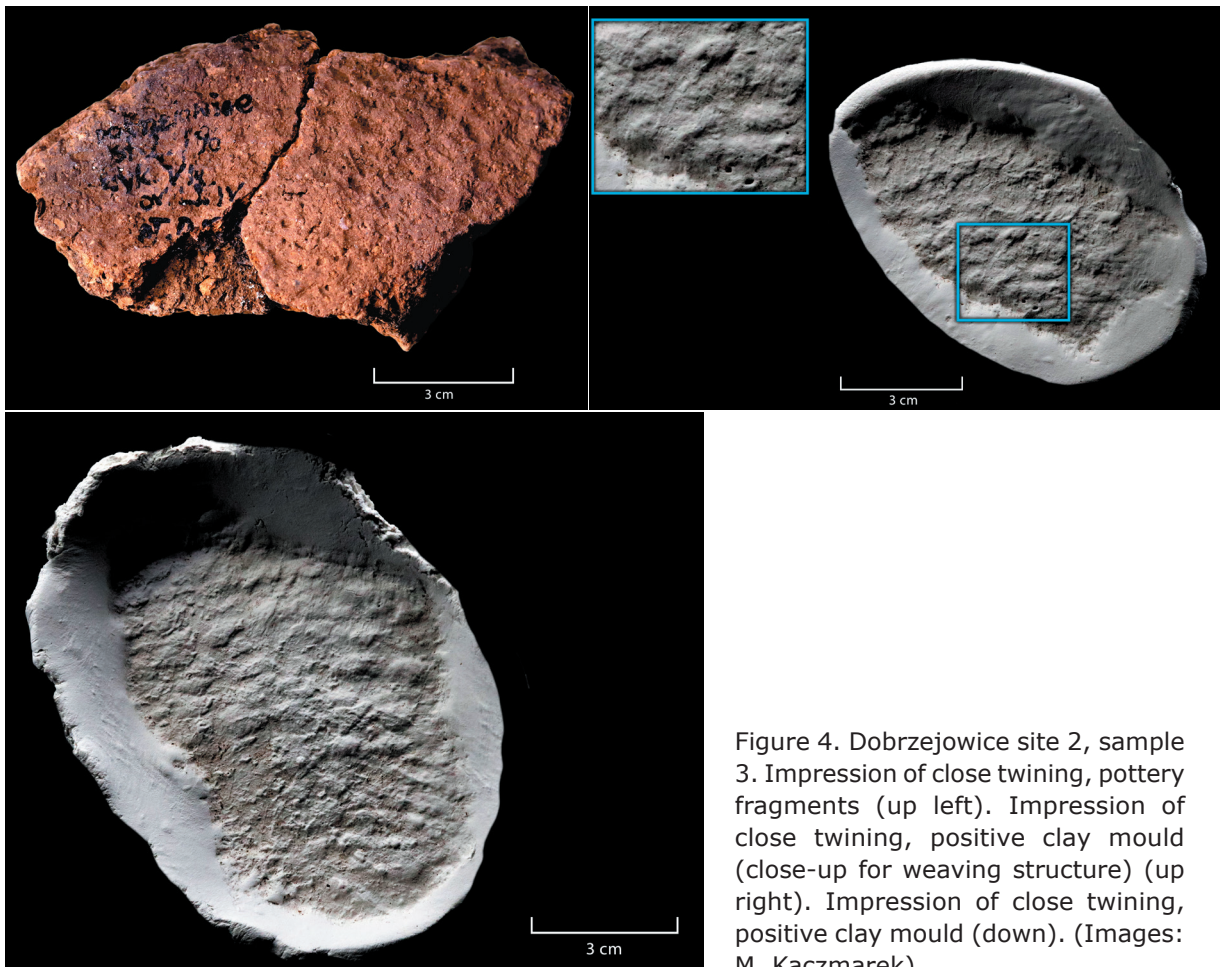 3 cm
3 cm
3 cm
Figure 4. Dobrzejowice site 2, sample
3. Impression of close twining, pottery
fragments (up left). Impression of
close twining, positive clay mould
(close-up for weaving structure) (up
right). Impression of close twining,
positive clay mould (down). (Images:
M. Kaczmarek)